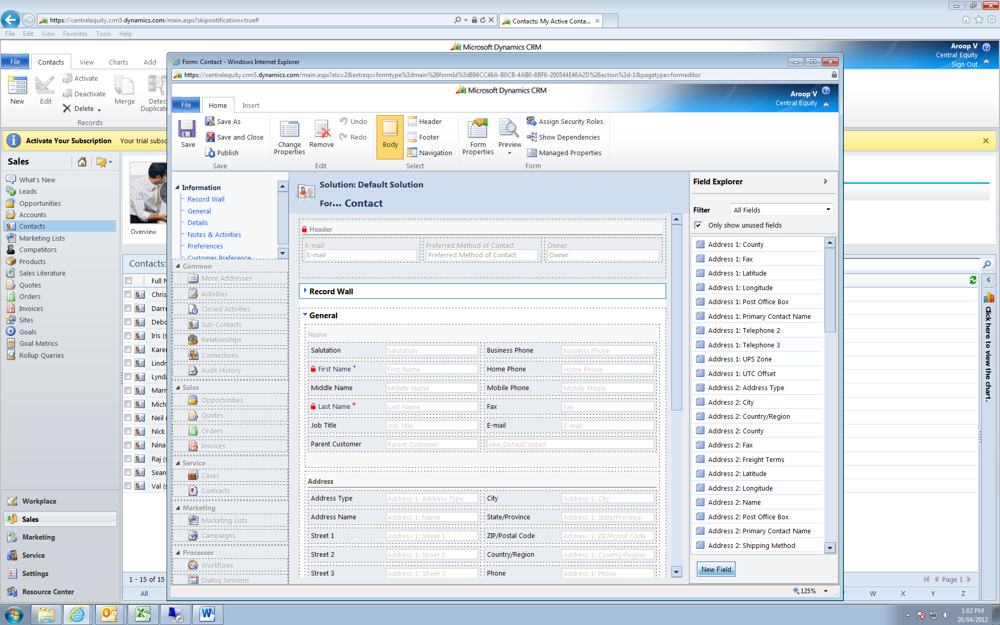 https://centralequity.crm5.dynamics.com/main.aspx?skipnotification=true#
Contacts: My Active Conta...
File Edit View Favorites Tools Help
Microsoft Dynamics CRM
Aroop V
Central Equity
Sign Out
File Contacts View Charts Add
New
Edit
Activate
Deactivate
Delete
Merge
Detec
Duplicate
Records
Activate Your Subscription Your trial subsc
Sales
What's New
Leads
Opportunities
Accounts
Contacts
Marketing Lists
Competitors
Products
Sales Literature
Quotes
Orders
Invoices
Sites
Goals
Goal Metrics
Rollup Queries
Workplace
Sales
Marketing
Service
Settings
Resource Center
Overview
Contacts:
Full N
Chris
Darre
Debo
Iris (s
Karen
Lindr
Lynda
Marn
Micha
Neil (
Nick
Nina
Raj (s
Sean
Val (s
1 - 15 of 15
All
Form: Contact - Windows Internet Explorer
https://centralequity.crm5.dynamics.com/main.aspx?etc=2&extraqs=formtype%3dmain%26formId%3d894CC46A-B0CB-4AB0-8BF6-200544E46A2D%26action%3d-1&pagetype=formeditor
Microsoft Dynamics CRM
Aroop V
Central Equity
File Home Insert
Save
Save As
Save and Close
Publish
Save
Change Properties
Remove
Undo
Redo
Edit
Body
Header
Footer
Navigation
Select
Form Properties
Preview
Assign Security Roles
Show Dependencies
Managed Properties
Form
Information
Record Wall
General
Details
Notes & Activities
Preferences
Customer Preference
Common
More Addresses
Activities
Closed Activities
Sub-Contacts
Relationships
Connections
Audit History
Sales
Opportunities
Quotes
Orders
Invoices
Service
Cases
Contracts
Marketing
Marketing Lists
Campaigns
Processes
Workflows
Dialog Sessions
Solution: Default Solution
For... Contact
Header
E-mail Preferred Method of Contact Owner
E-mail Preferred Method of Contact Owner
Record Wall
General
Name
Salutation Salutation Business Phone Business Phone
First Name + First Name Home Phone Home Phone
Middle Name Middle Name Mobile Phone Mobile Phone
Last Name * Last Name Fax Fax
Job Title Job Title E-mail E-mail
Parent Customer Parent Customer new_DoNotContact
Address
Address Type Address 1: Address Type City Address 1: City
Address Name Address 1: Name State/Province Address 1: State/Province
Street 1 Address 1: Street 1 ZIP/Postal Code Address 1: ZIP/Postal Code
Street 2 Address 1: Street 2 Country/Region Address 1: Country/Region
Street 3 Address 1: Street 3 Phone Address 1: Phone
Field Explorer
Filter All Fields
Only show unused fields
Address 1: County
Address 1: Fax
Address 1: Latitude
Address 1: Longitude
Address 1: Post Office Box
Address 1: Primary Contact Name
Address 1: Telephone 2
Address 1: Telephone 3
Address 1: UPS Zone
Address 1: UTC Offset
Address 2: Address Type
Address 2: City
Address 2: Country/Region
Address 2: County
Address 2: Fax
Address 2: Freight Terms
Address 2: Latitude
Address 2: Longitude
Address 2: Name
Address 2: Post Office Box
Address 2: Primary Contact Name
Address 2: Shipping Method
New Field
125%
Click here to view the chart.
Page 1
W X Y Z
1:02 PM
26/04/2012